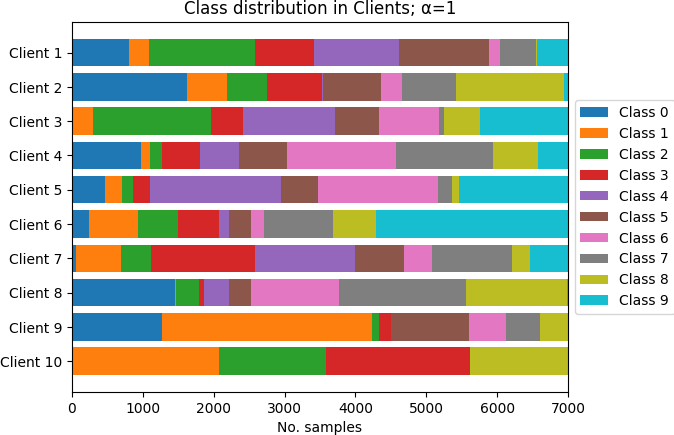 Class distribution in Clients; α=1
Client 1
Client 2
Client 3
Client 4
Client 5
Client 6
Client 7
Client 8
Client 9
Client 10
0 1000 2000 3000 4000 5000 6000 7000
No. samples
Class 0
Class 1
Class 2
Class 3
Class 4
Class 5
Class 6
Class 7
Class 8
Class 9